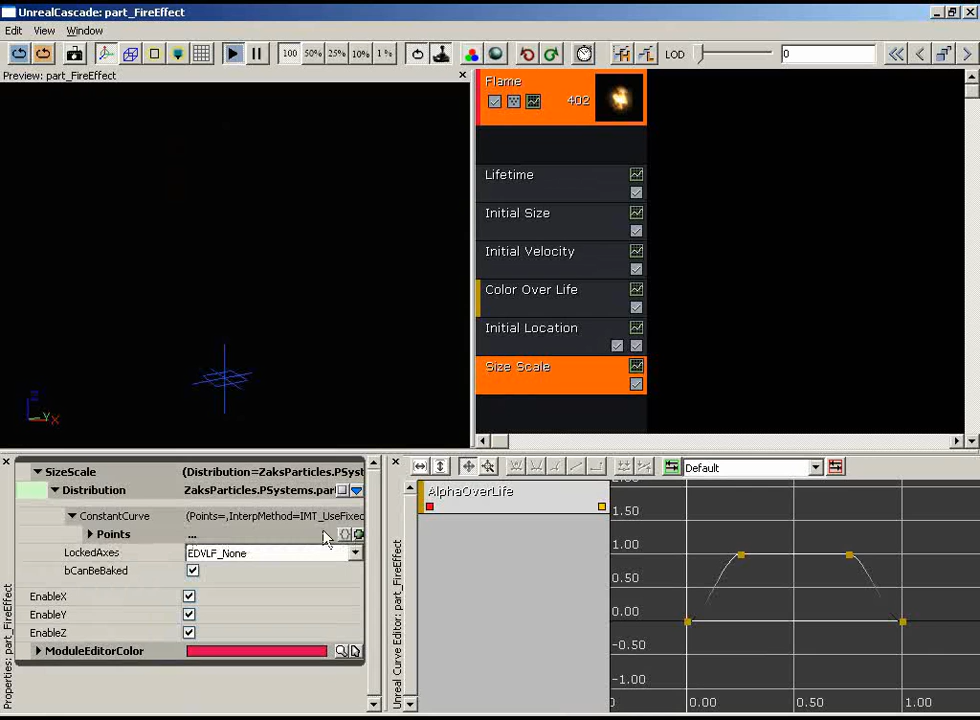 UnrealCascade: part_FireEffect
Edit View Window
100 50% 25% 10% 1% LOD 0
Preview: part_FireEffect
Flame
402
Lifetime
Initial Size
Initial Velocity
Color Over Life
Initial Location
Size Scale
Z
Y X
Properties: part_FireEffect
SizeScale (Distribution=ZaksParticles.PSyst
Distribution ZaksParticles.PSystems.part
ConstantCurve (Points=,InterpMethod=IMT_UseFixed
Points ...
LockedAxes EDVLF_None
bCanBeBaked
EnableX
EnableY
EnableZ
ModuleEditorColor
Unreal Curve Editor: part_FireEffect
Default
AlphaOverLife
2.00
1.50
1.00
0.50
0.00
-0.50
-1.00
0.00 0.50 1.00